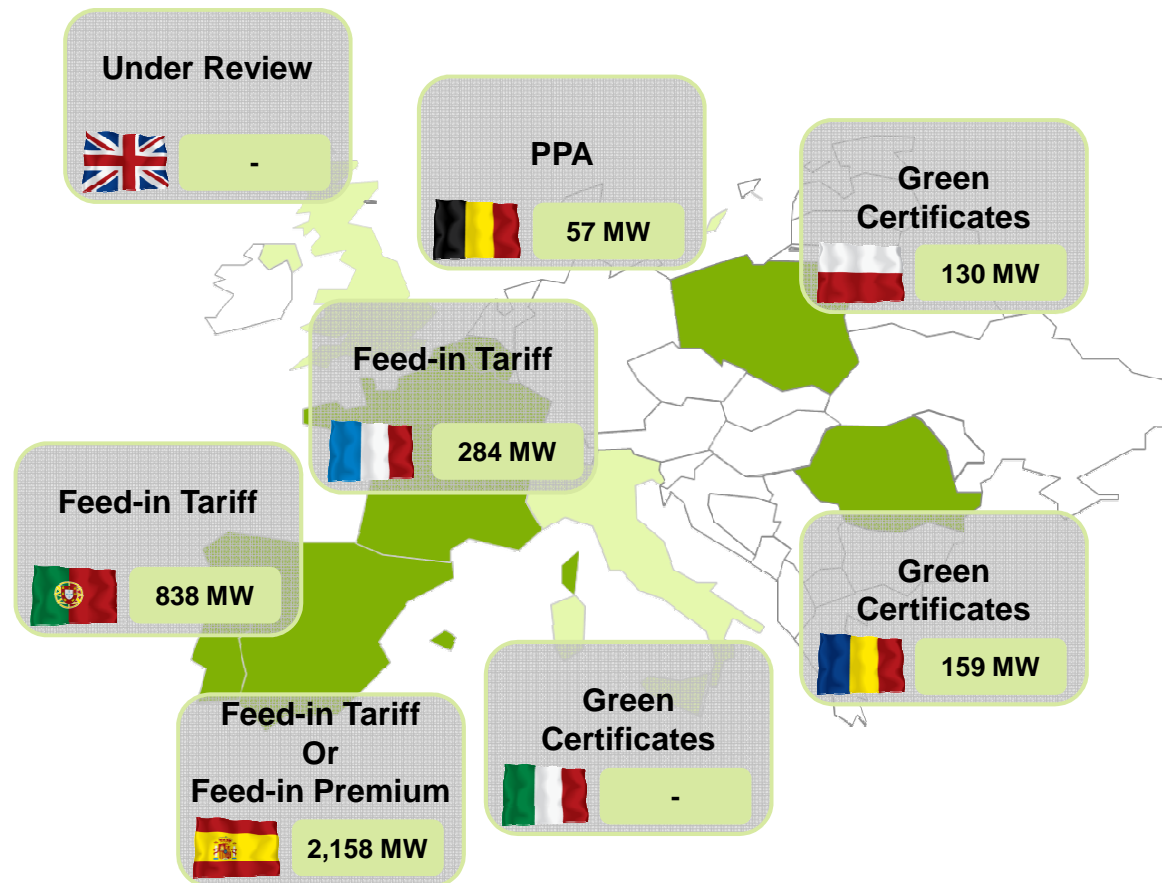 Under Review
-
PPA
57 MW
Green
Certificates
130 MW
Feed-in Tariff
284 MW
Feed-in Tariff
838 MW
Green
Certificates
159 MW
Feed-in Tariff
Or
Feed-in Premium
2,158 MW
Green
Certificates
-